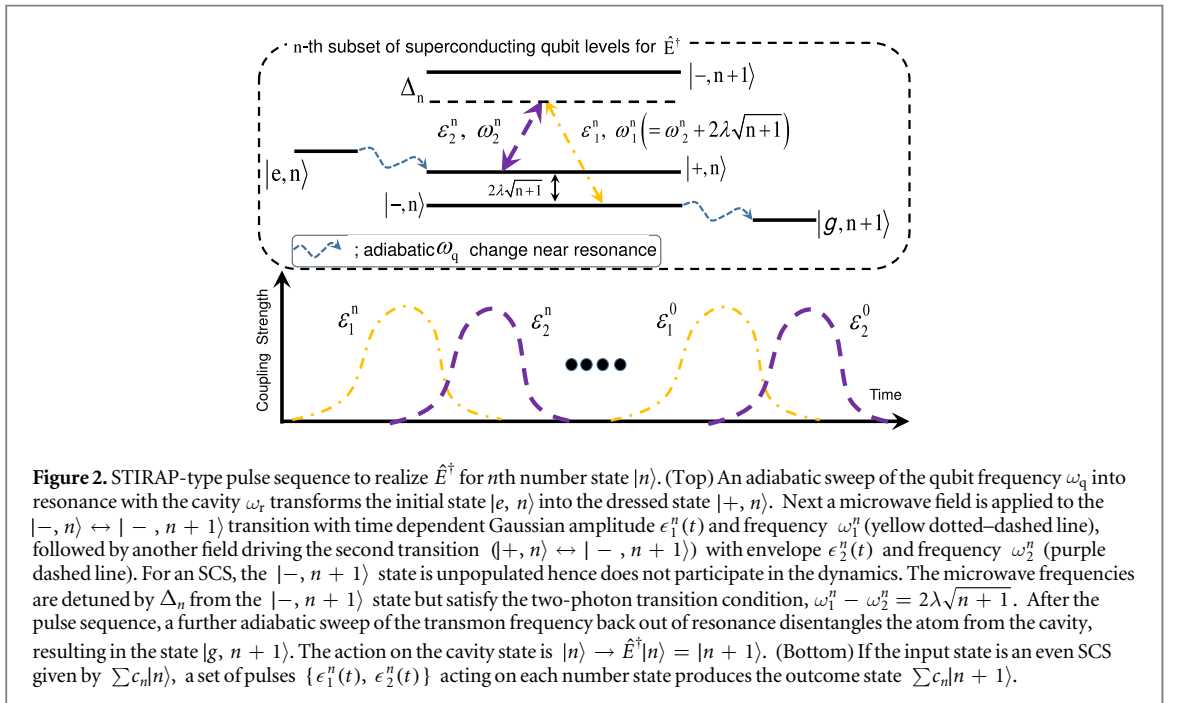 n-th subset of superconducting qubit levels for Ê†
|−, n+1⟩
Δₙ
ε₂ⁿ, ω₂ⁿ
ε₁ⁿ, ω₁ⁿ(= ω₂ⁿ + 2λ√n+1)
|e, n⟩
|+, n⟩
2λ√n+1
|−, n⟩
|g, n+1⟩
; adiabatic ω_q change near resonance
Coupling Strength
ε₁ⁿ
ε₂ⁿ
ε₁⁰
ε₂⁰
Time
Figure 2. STIRAP-type pulse sequence to realize Ê† for nth number state |n⟩. (Top) An adiabatic sweep of the qubit frequency ω_q into
resonance with the cavity ω_r transforms the initial state |e, n⟩ into the dressed state |+, n⟩. Next a microwave field is applied to the
|−, n⟩ ↔ | − , n + 1⟩ transition with time dependent Gaussian amplitude ϵ₁ⁿ(t) and frequency ω₁ⁿ (yellow dotted–dashed line),
followed by another field driving the second transition (|+, n⟩ ↔ | − , n + 1⟩) with envelope ϵ₂ⁿ(t) and frequency ω₂ⁿ (purple
dashed line). For an SCS, the |−, n + 1⟩ state is unpopulated hence does not participate in the dynamics. The microwave frequencies
are detuned by Δₙ from the |−, n + 1⟩ state but satisfy the two-photon transition condition, ω₁ⁿ − ω₂ⁿ = 2λ√n + 1. After the
pulse sequence, a further adiabatic sweep of the transmon frequency back out of resonance disentangles the atom from the cavity,
resulting in the state |g, n + 1⟩. The action on the cavity state is |n⟩ → Ê†|n⟩ = |n + 1⟩. (Bottom) If the input state is an even SCS
given by ∑cₙ|n⟩, a set of pulses {ϵ₁ⁿ(t), ϵ₂ⁿ(t)} acting on each number state produces the outcome state ∑cₙ|n + 1⟩.